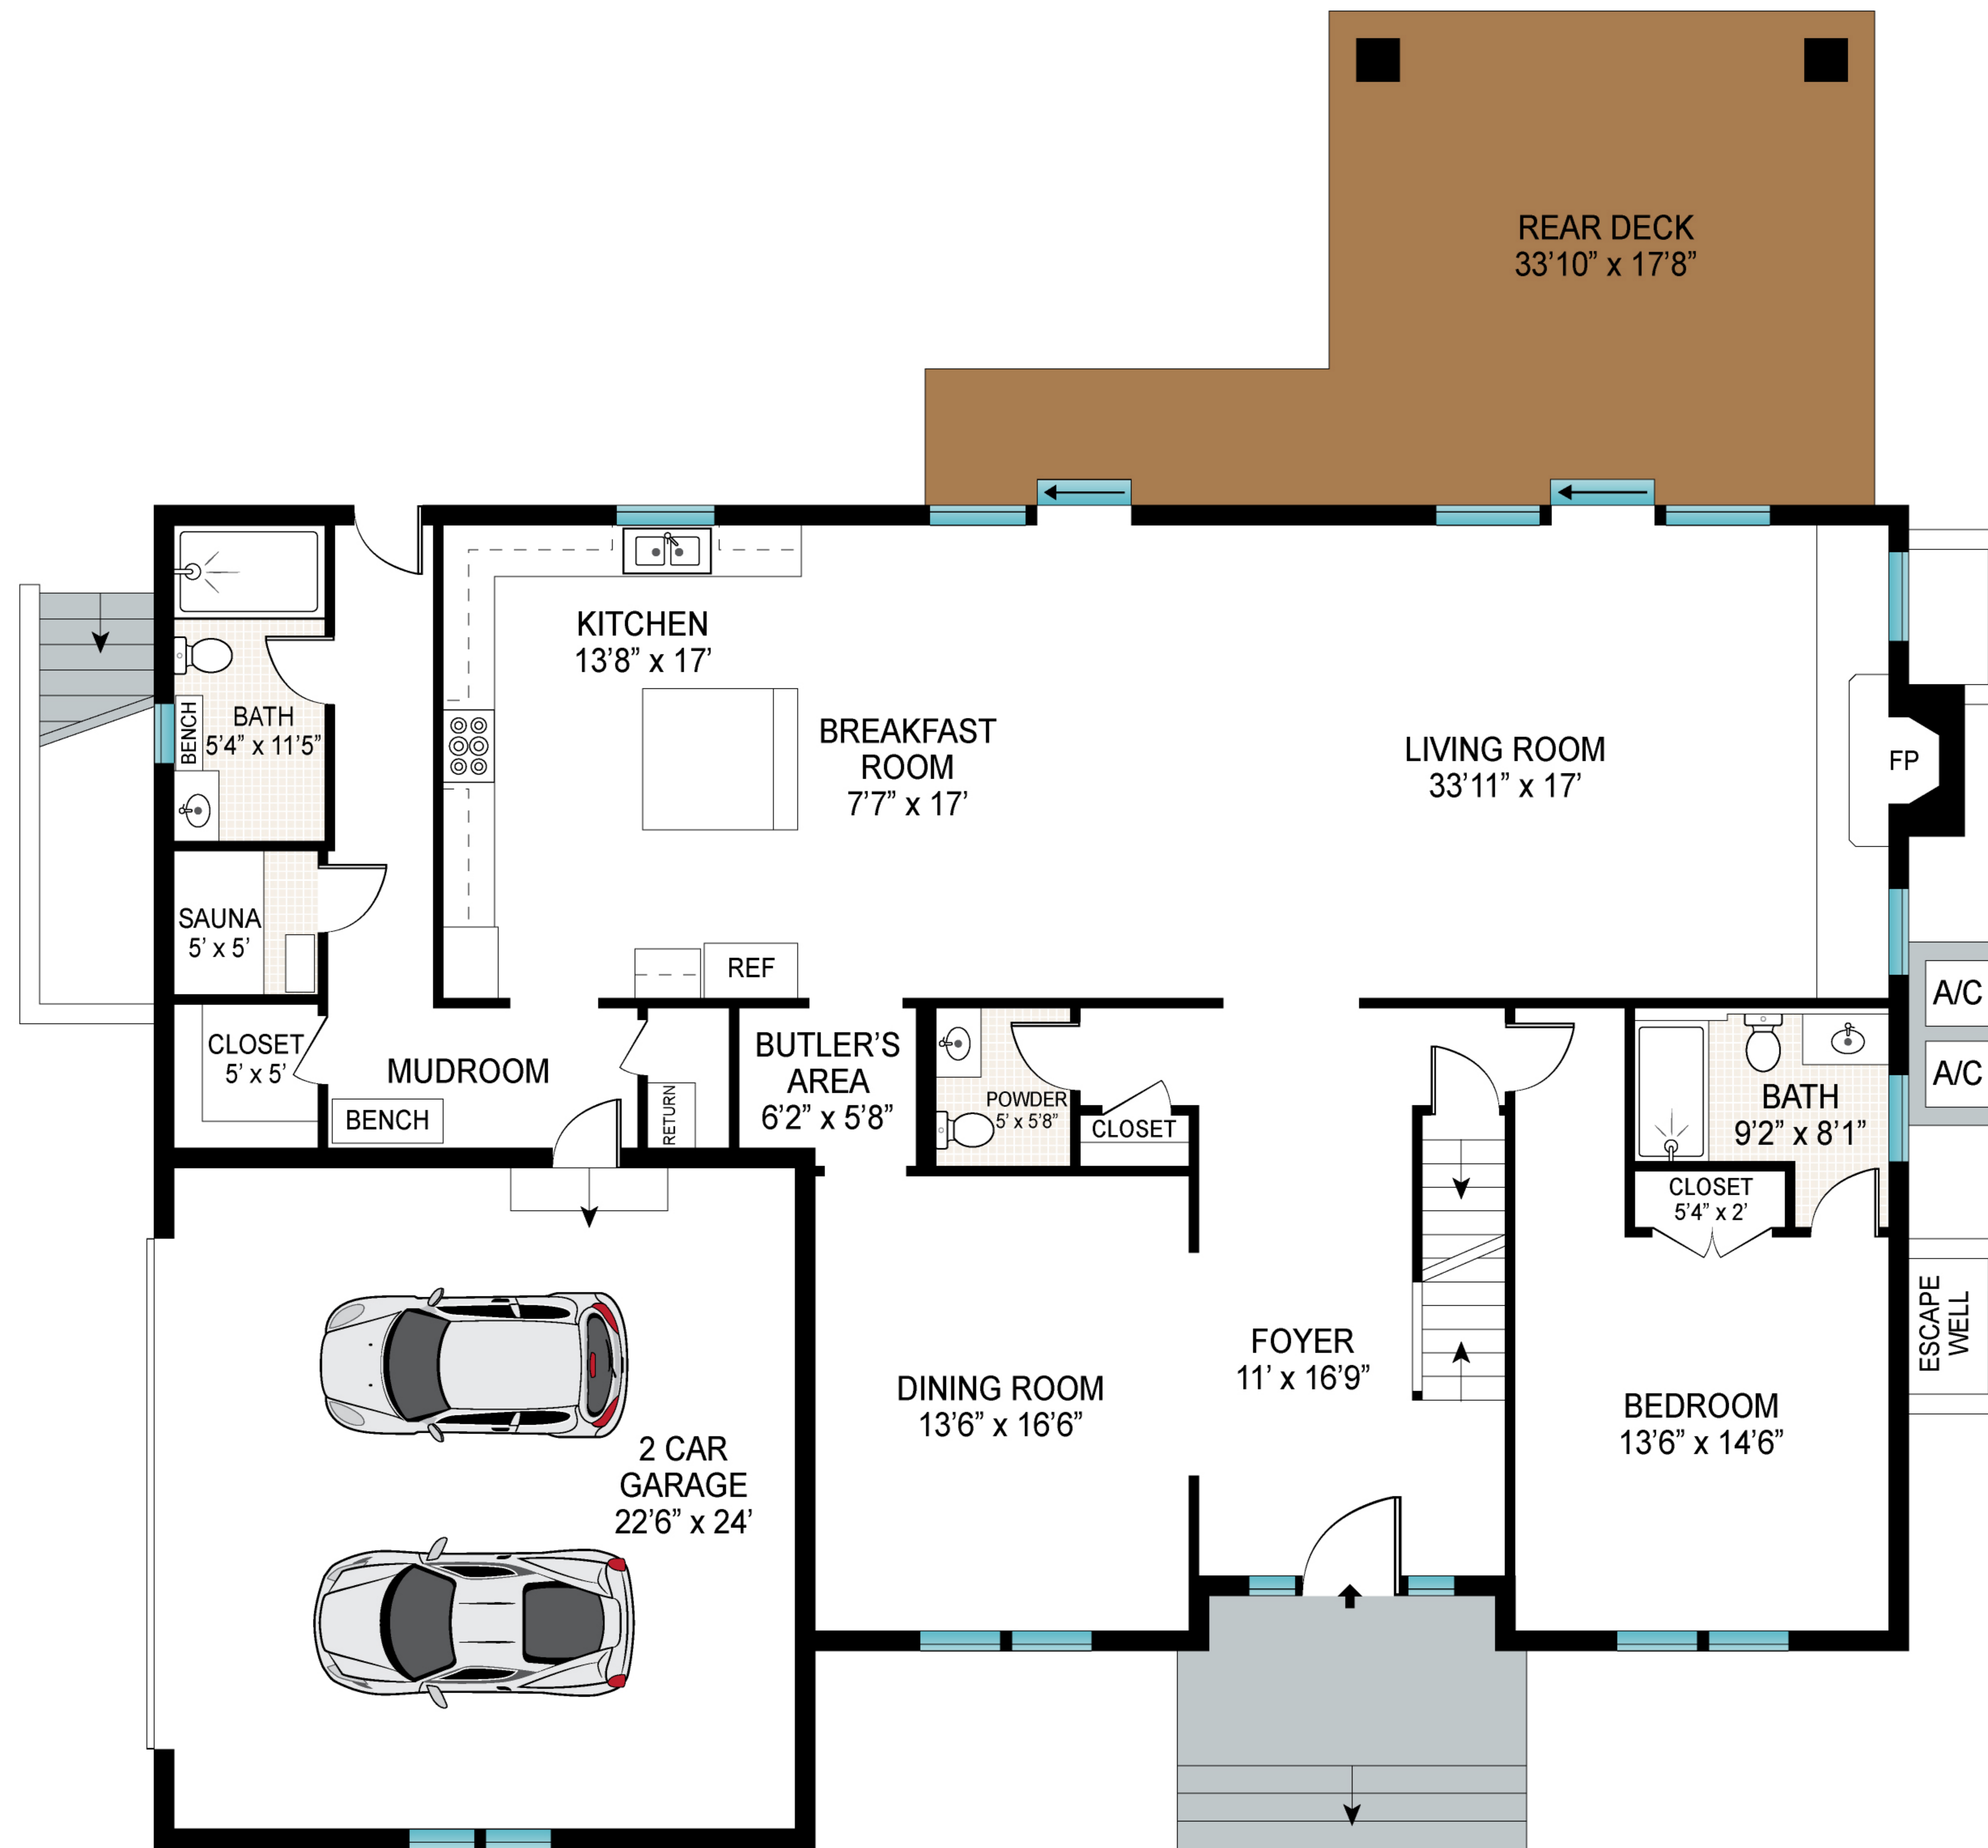 REAR DECK
33’10” x 17’8”
KITCHEN
13’8” x 17’
BREAKFAST
ROOM
7’7” x 17’
LIVING ROOM
33’11” x 17’
FP
BENCH
BATH
5’4” x 11’5”
SAUNA
5’ x 5’
REF
A/C
A/C
CLOSET
5’ x 5’
MUDROOM
BENCH
RETURN
BUTLER’S
AREA
6’2” x 5’8”
POWDER
5’ x 5’8”
CLOSET
BATH
9’2” x 8’1”
CLOSET
5’4” x 2’
ESCAPE
WELL
FOYER
11’ x 16’9”
DINING ROOM
13’6” x 16’6”
BEDROOM
13’6” x 14’6”
2 CAR
GARAGE
22’6” x 24’